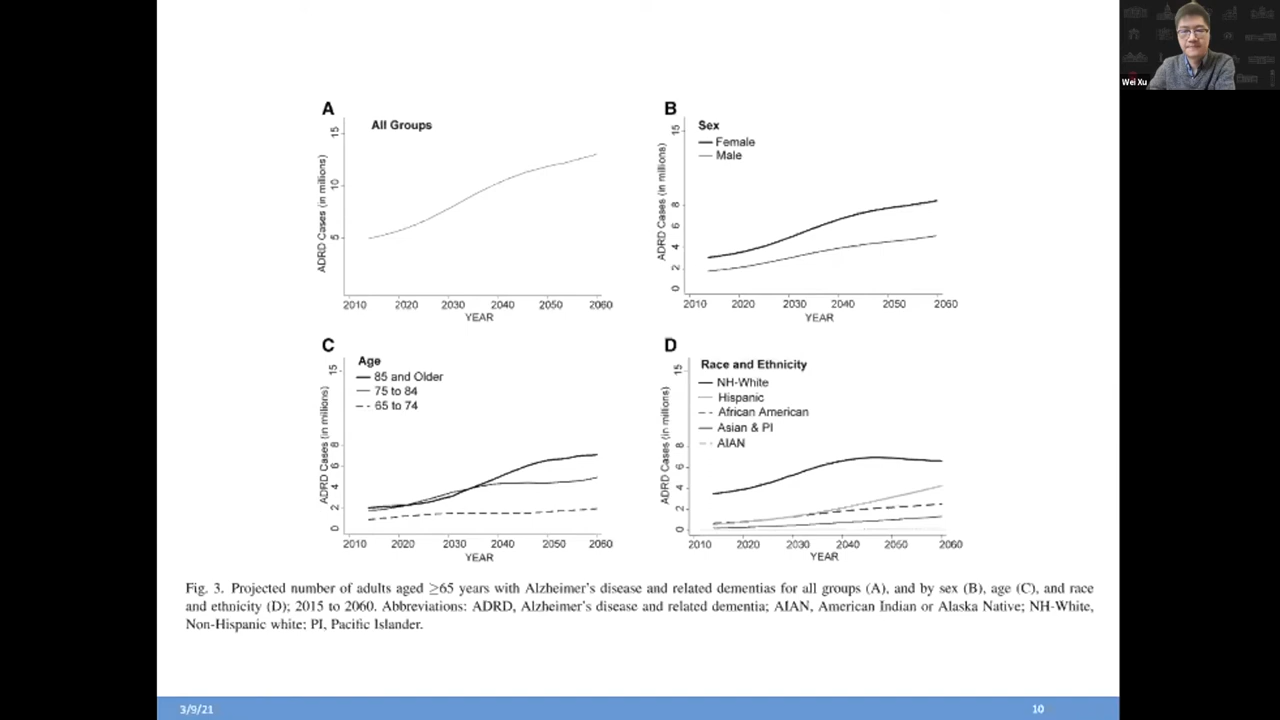 Wei Xu
A
All Groups
ADRD Cases (in millions)
15
10
5
2010 2020 2030 2040 2050 2060
YEAR
B
Sex
Female
Male
ADRD Cases (in millions)
15
8
6
4
2
0
2010 2020 2030 2040 2050 2060
YEAR
C
Age
85 and Older
75 to 84
65 to 74
ADRD Cases (in millions)
15
8
6
4
2
0
2010 2020 2030 2040 2050 2060
YEAR
D
Race and Ethnicity
NH-White
Hispanic
African American
Asian & PI
AIAN
ADRD Cases (in millions)
15
8
6
4
2
0
2010 2020 2030 2040 2050 2060
YEAR
Fig. 3. Projected number of adults aged ≥65 years with Alzheimer's disease and related dementias for all groups (A), and by sex (B), age (C), and race
and ethnicity (D); 2015 to 2060. Abbreviations: ADRD, Alzheimer's disease and related dementia; AIAN, American Indian or Alaska Native; NH-White,
Non-Hispanic white; PI, Pacific Islander.
3/9/21
10